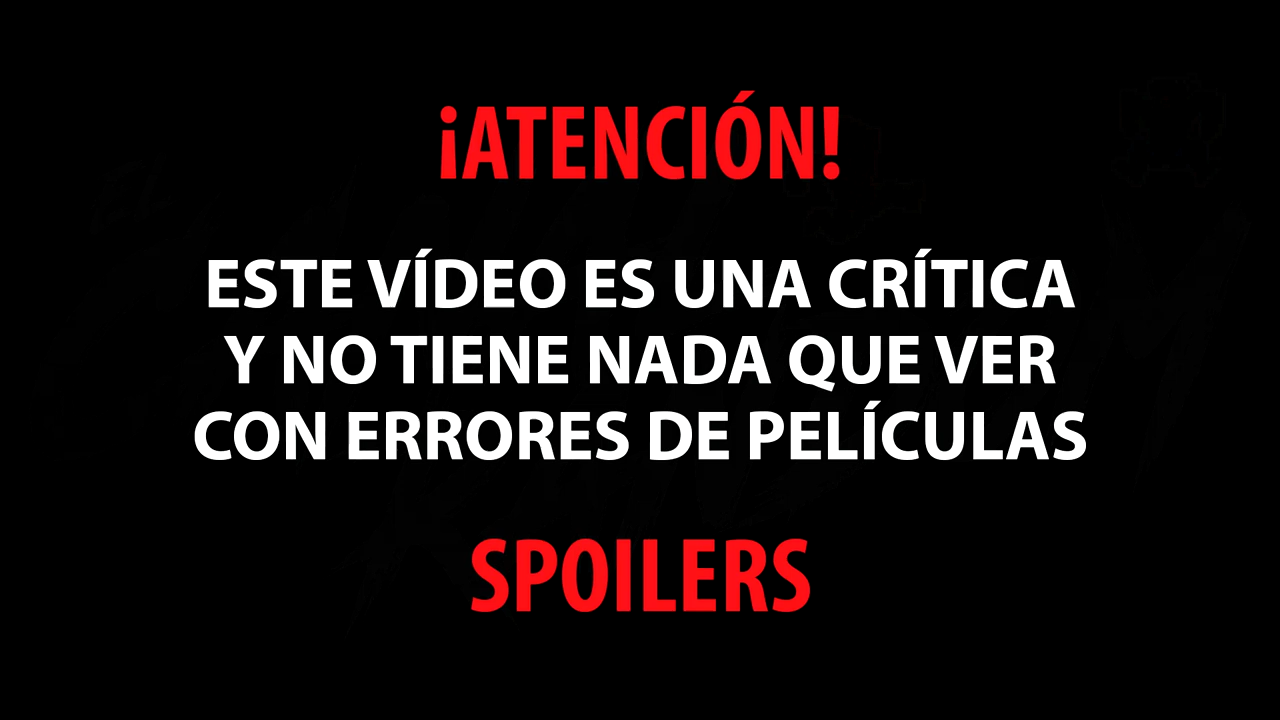 ¡ATENCIÓN!
ESTE VÍDEO ES UNA CRÍTICA
Y NO TIENE NADA QUE VER
CON ERRORES DE PELÍCULAS
SPOILERS